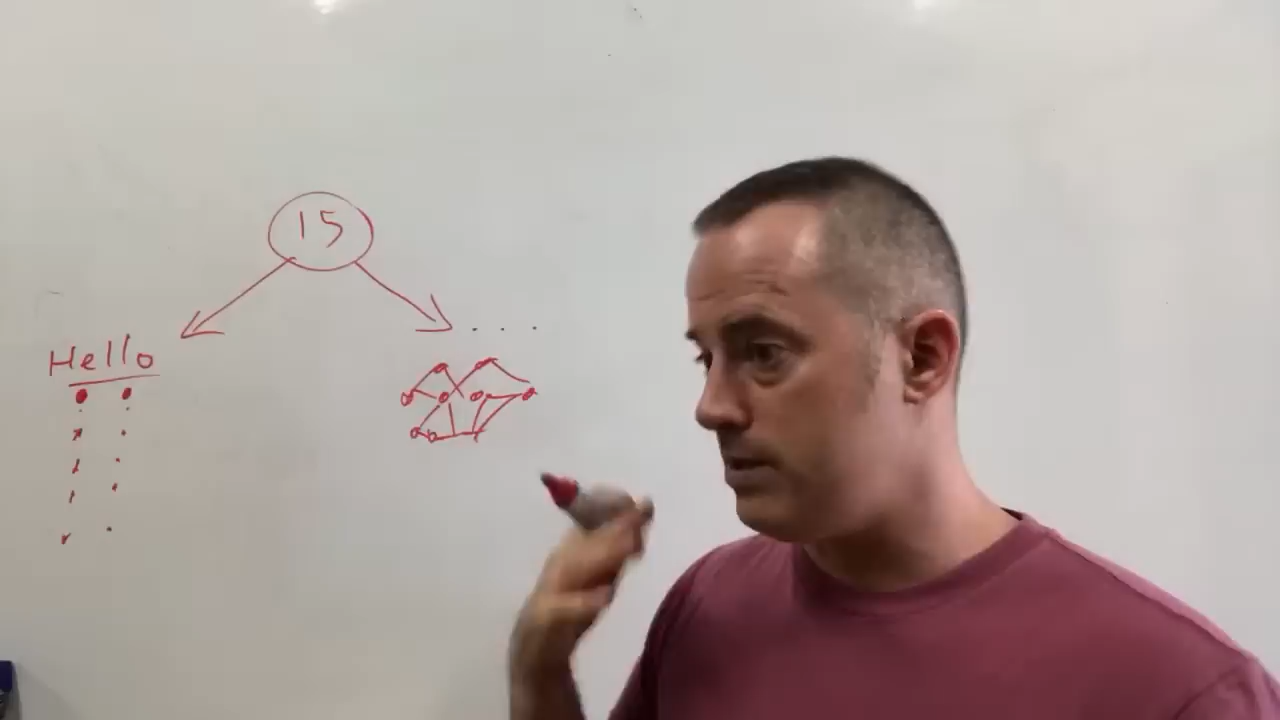 15
Hello
. . . .